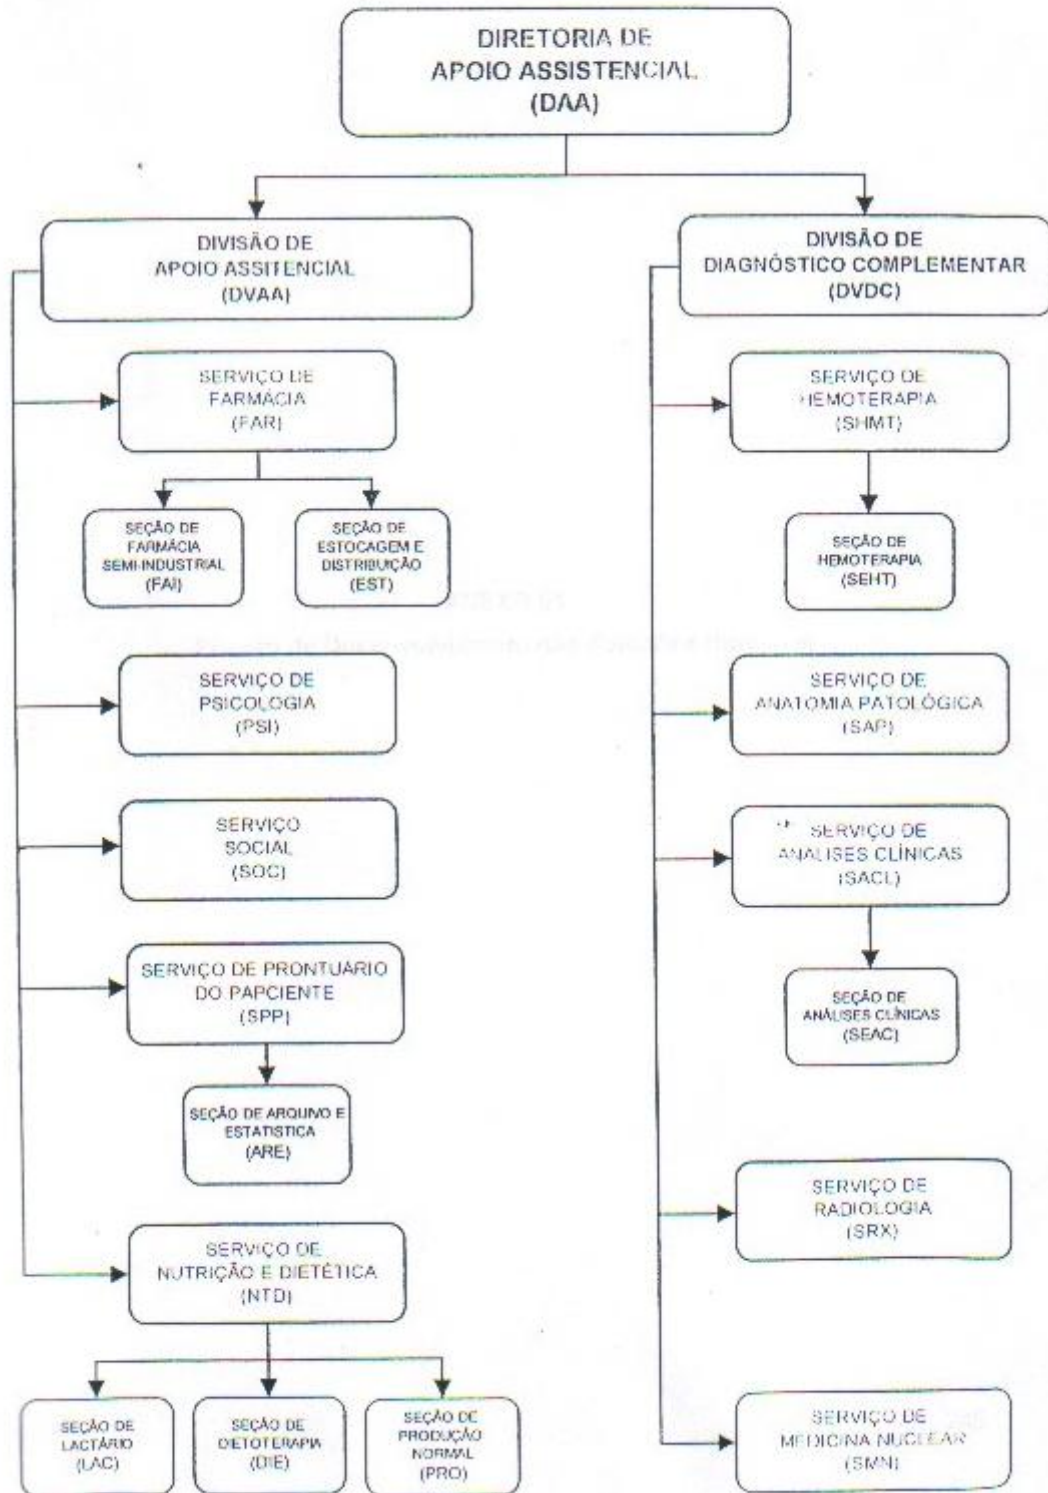 DIRETORIA DE
APOIO ASSISTENCIAL
(DAA)
DIVISÃO DE
APOIO ASSITENCIAL
(DVAA)
DIVISÃO DE
DIAGNÓSTICO COMPLEMENTAR
(DVDC)
SERVIÇO DE
FARMÁCIA
(FAR)
SERVIÇO DE
HEMOTERAPIA
(SHMT)
SEÇÃO DE
FARMÁCIA
SEMI-INDUSTRIAL
(FAI)
SEÇÃO DE
ESTOCAGEM E
DISTRIBUIÇÃO
(EST)
SEÇÃO DE
HEMOTERAPIA
(SEHT)
SERVIÇO DE
PSICOLOGIA
(PSI)
SERVIÇO DE
ANATOMIA PATOLÓGICA
(SAP)
SERVIÇO
SOCIAL
(SOC)
SERVIÇO DE
ANALISES CLÍNICAS
(SACL)
SERVIÇO DE PRONTUÁRIO
DO PAPCIENTE
(SPP)
SEÇÃO DE
ANÁLISES CLÍNICAS
(SEAC)
SEÇÃO DE ARQUIVO E
ESTATISTICA
(ARE)
SERVIÇO DE
RADIOLOGIA
(SRX)
SERVIÇO DE
NUTRIÇÃO E DIETÉTICA
(NTD)
SEÇÃO DE
LACTÁRIO
(LAC)
SEÇÃO DE
DIETOTERAPIA
(DIE)
SEÇÃO DE
PRODUÇÃO
NORMAL
(PRO)
SERVIÇO DE
MEDICINA NUCLEAR
(SMN)